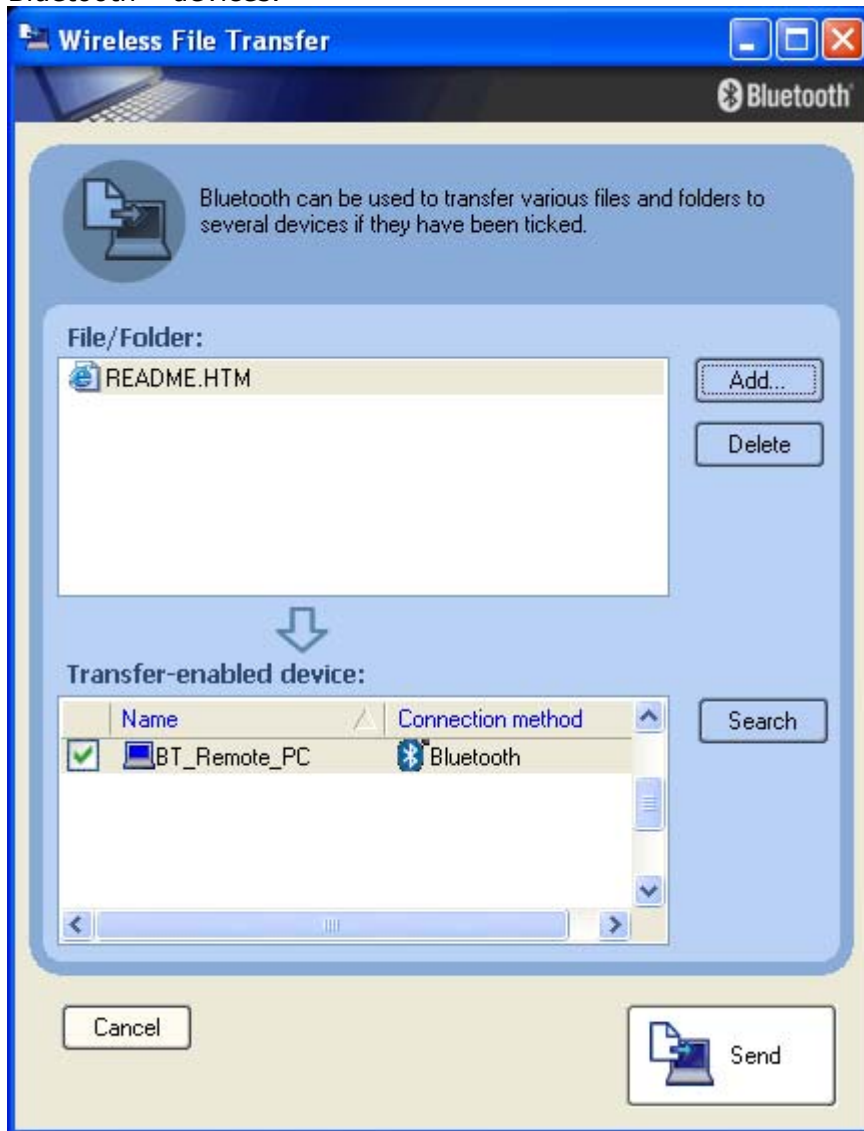 Wireless File Transfer
Bluetooth
Bluetooth can be used to transfer various files and folders to
several devices if they have been ticked.
File/Folder:
README.HTM
Add...
Delete
Transfer-enabled device:
Name Connection method
Search
BT_Remote_PC Bluetooth
Cancel
Send